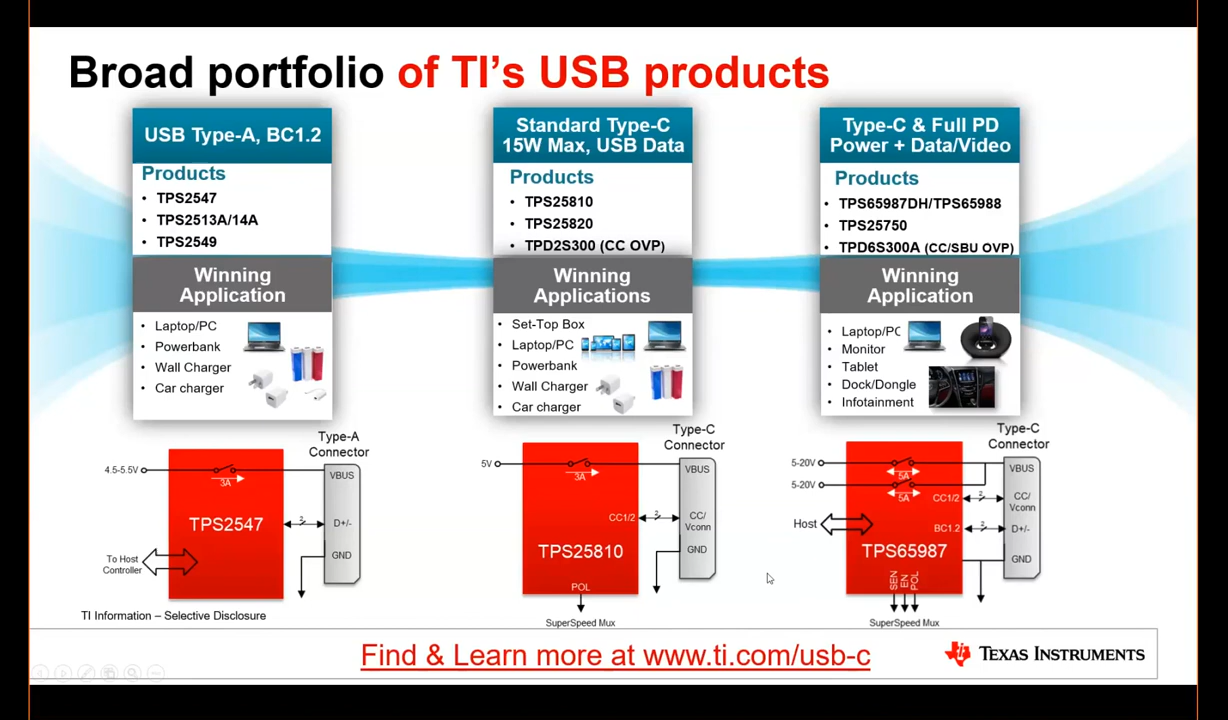 Broad portfolio of TI's USB products
USB Type-A, BC1.2
Products
• TPS2547
• TPS2513A/14A
• TPS2549
Winning
Application
• Laptop/PC
• Powerbank
• Wall Charger
• Car charger
Standard Type-C
15W Max, USB Data
Products
• TPS25810
• TPS25820
• TPD2S300 (CC OVP)
Winning
Applications
• Set-Top Box
• Laptop/PC
• Powerbank
• Wall Charger
• Car charger
Type-C & Full PD
Power + Data/Video
Products
• TPS65987DH/TPS65988
• TPS25750
• TPD6S300A (CC/SBU OVP)
Winning
Application
• Laptop/PC
• Monitor
• Tablet
• Dock/Dongle
• Infotainment
Type-A
Connector
4.5-5.5V
3A
VBUS
TPS2547
2
D+/-
GND
To Host
Controller
Type-C
Connector
5V
3A
VBUS
CC1/2
2
CC/
Vconn
TPS25810
GND
POL
SuperSpeed Mux
Type-C
Connector
5-20V
5A
5-20V
5A
VBUS
CC1/2
2
CC/
Vconn
Host
BC1.2
2
D+/-
TPS65987
GND
SEN
EN
POL
SuperSpeed Mux
TI Information – Selective Disclosure
Find & Learn more at www.ti.com/usb-c
TEXAS INSTRUMENTS